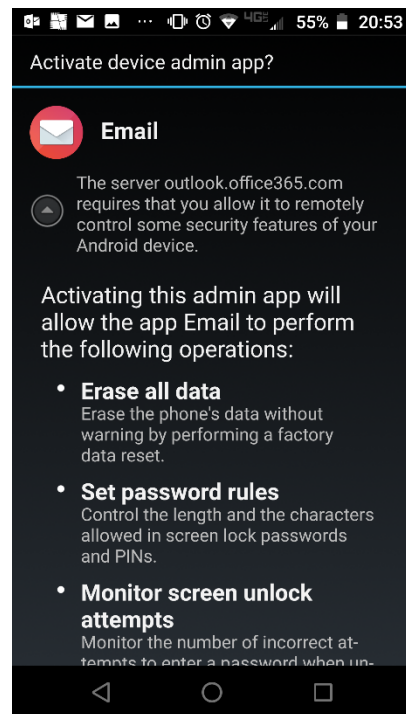 4G 55% 20:53
Activate device admin app?
Email
The server outlook.office365.com
requires that you allow it to remotely
control some security features of your
Android device.
Activating this admin app will
allow the app Email to perform
the following operations:
• Erase all data
Erase the phone's data without
warning by performing a factory
data reset.
• Set password rules
Control the length and the characters
allowed in screen lock passwords
and PINs.
• Monitor screen unlock
attempts
Monitor the number of incorrect at-
tempts to enter a password when un-